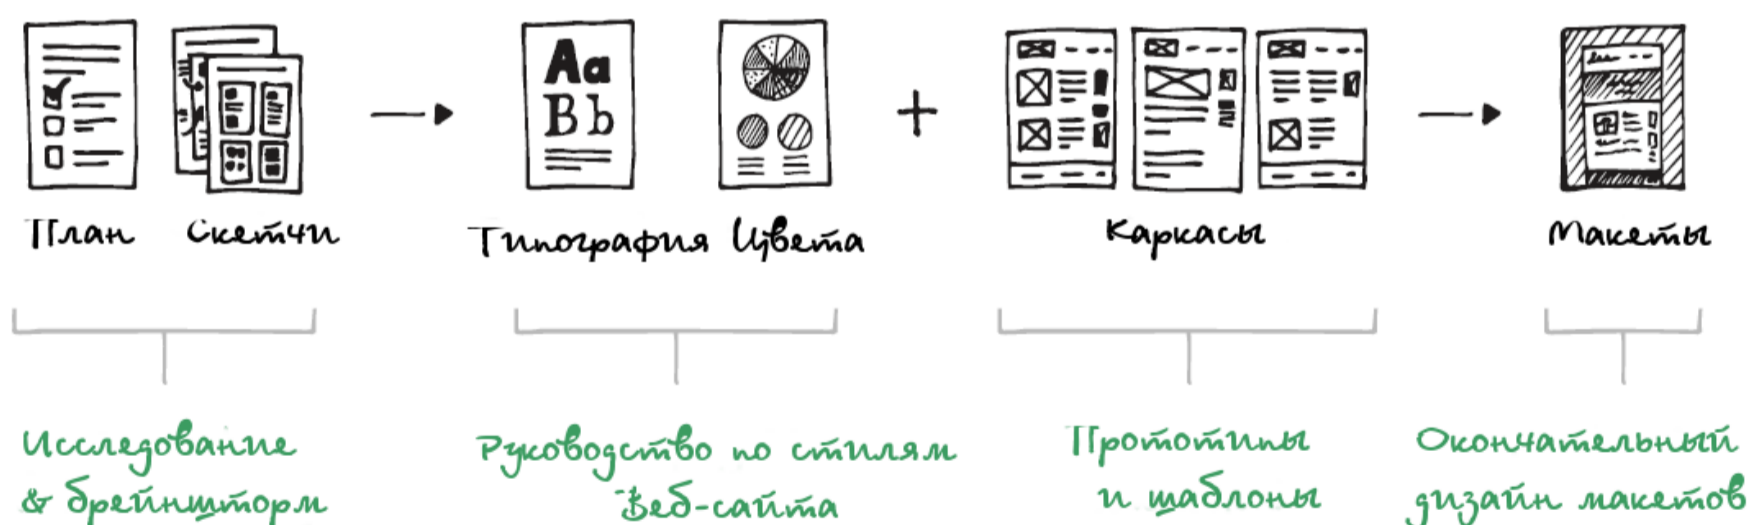 Aa
Bb
План
Скетчи
Типография
Цвета
Каркасы
Макеты
Исследование
& брейншторм
Руководство по стилям
Веб-сайта
Прототипы
и шаблоны
Окончательный
дизайн макетов